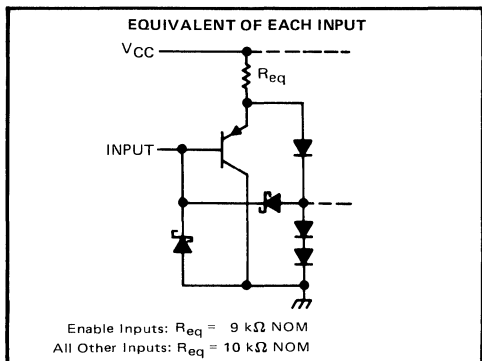 EQUIVALENT OF EACH INPUT
VCC
Req
INPUT
Enable Inputs: Req = 9 kΩ NOM
All Other Inputs: Req = 10 kΩ NOM